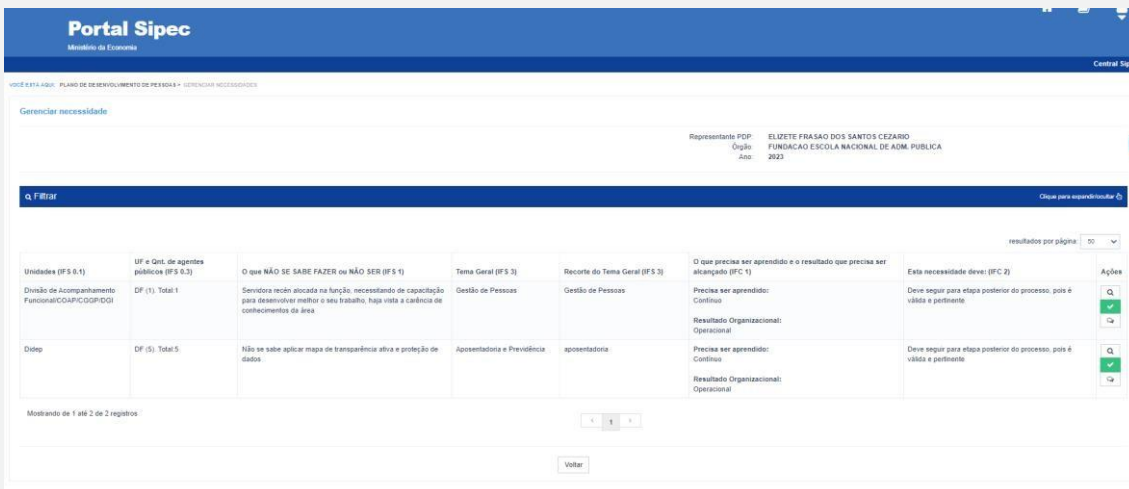 Portal Sipec
Ministério da Economia
Central Sip
VOCÊ ESTA AQUI: PLANO DE DESENVOLVIMENTO DE PESSOAS > GERENCIAR NECESSIDADES
Gerenciar necessidade
Representante PDP: ELIZETE FRASAO DOS SANTOS CEZARIO
Órgão: FUNDACAO ESCOLA NACIONAL DE ADM. PUBLICA
Ano: 2023
Filtrar
Clique para expandir/ocultar
resultados por página: 50
Unidades (IFS 0.1)
UF e Qnt. de agentes
públicos (IFS 0.3)
O que NÃO SE SABE FAZER ou NÃO SER (IFS 1)
Tema Geral (IFS 3)
Recorte do Tema Geral (IFS 3)
O que precisa ser aprendido e o resultado que precisa ser
alcançado (IFC 1)
Esta necessidade deve: (IFC 2)
Ações
Divisão de Acompanhamento
Funcional/COAP/CGGP/DGI
DF (1). Total:1
Servidora recén alocada na função, necessitando de capacitação
para desenvolver melhor o seu trabalho, haja vista a carência de
conhecimentos da área
Gestão de Pessoas
Gestão de Pessoas
Precisa ser aprendido:
Contínuo
Resultado Organizacional:
Operacional
Deve seguir para etapa posterior do processo, pois é
válida e pertinente
Didep
DF (5). Total:5
Não se sabe aplicar mapa de transparência ativa e proteção de
dados
Aposentadoria e Previdência
aposentadoria
Precisa ser aprendido:
Contínuo
Resultado Organizacional:
Operacional
Deve seguir para etapa posterior do processo, pois é
válida e pertinente
Mostrando de 1 até 2 de 2 registros
1
Voltar